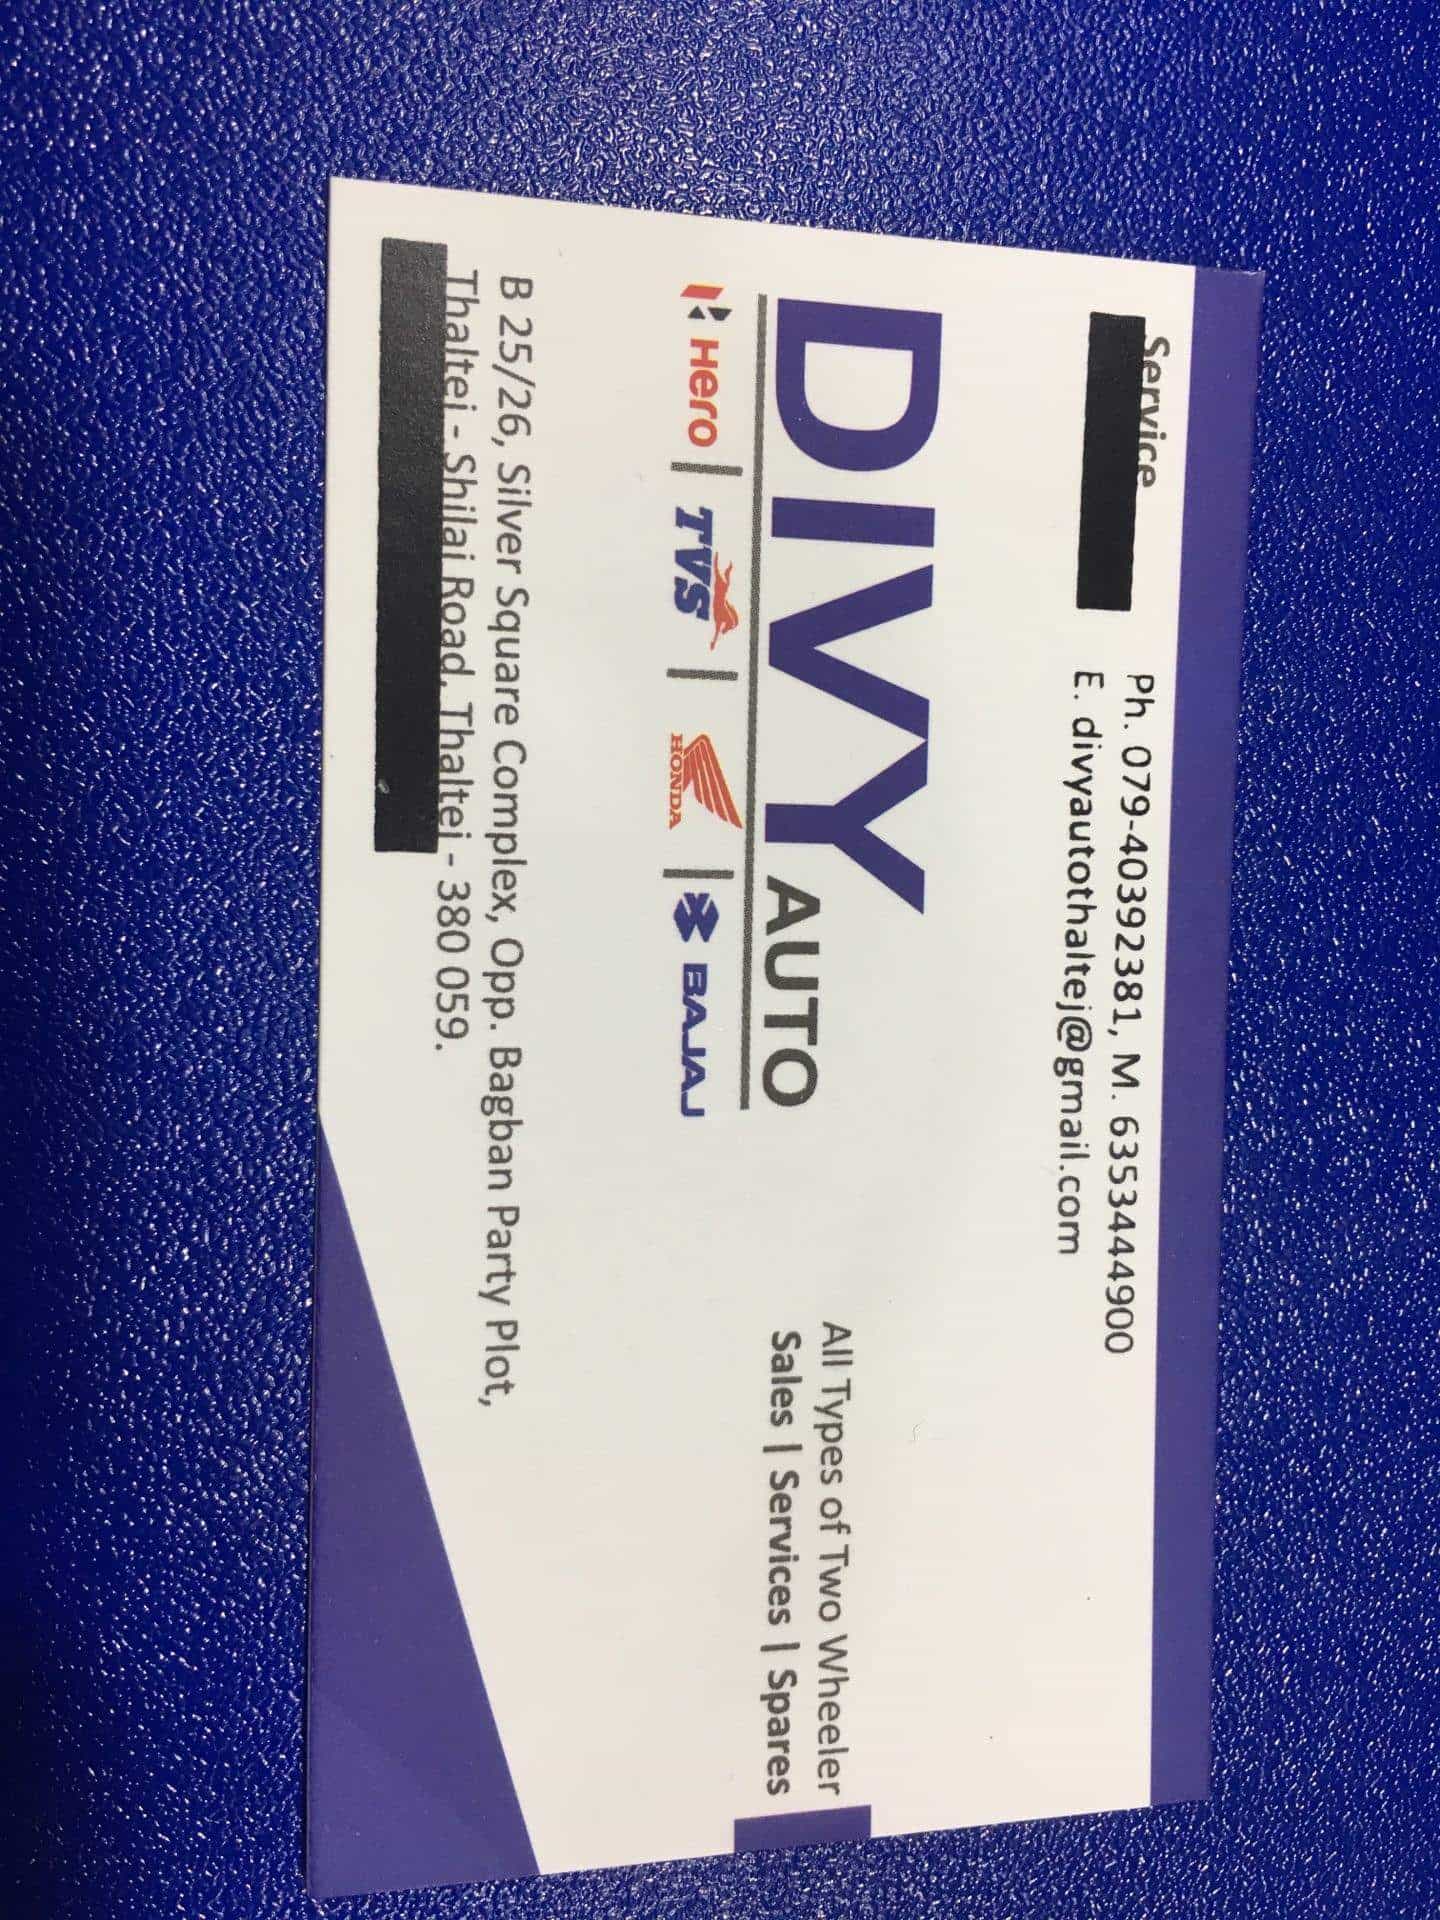 Service
Ph. 079-40392381, M. 6353444900
E. divyautothaltej@gmail.com
DIVY AUTO
All Types of Two Wheeler
Sales | Services | Spares
Hero | TVS | HONDA | BAJAJ
B 25/26, Silver Square Complex, Opp. Bagban Party Plot,
Thaltej - Shilaj Road, Thaltej - 380 059.